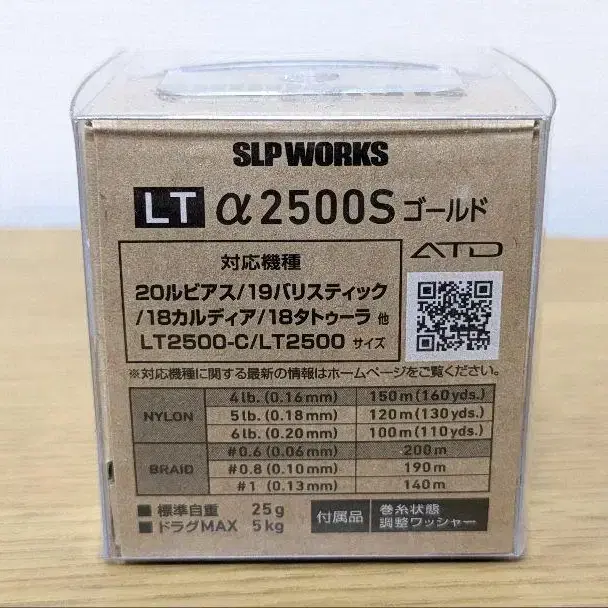 SLP WORKS
LT α2500S ゴールド
ATD
対応機種
20ルビアス/19バリスティック
/18カルディア/18タトゥーラ 他
LT2500-C/LT2500 サイズ
※対応機種に関する最新の情報はホームページをご覧ください。
NYLON
4lb.(0.16mm) 150m(160yds.)
5lb.(0.18mm) 120m(130yds.)
6lb.(0.20mm) 100m(110yds.)
BRAID
#0.6(0.06mm) 200m
#0.8(0.10mm) 190m
#1 (0.13mm) 140m
■標準自重 25g
■ドラグMAX 5kg
付属品
巻糸状態
調整ワッシャー